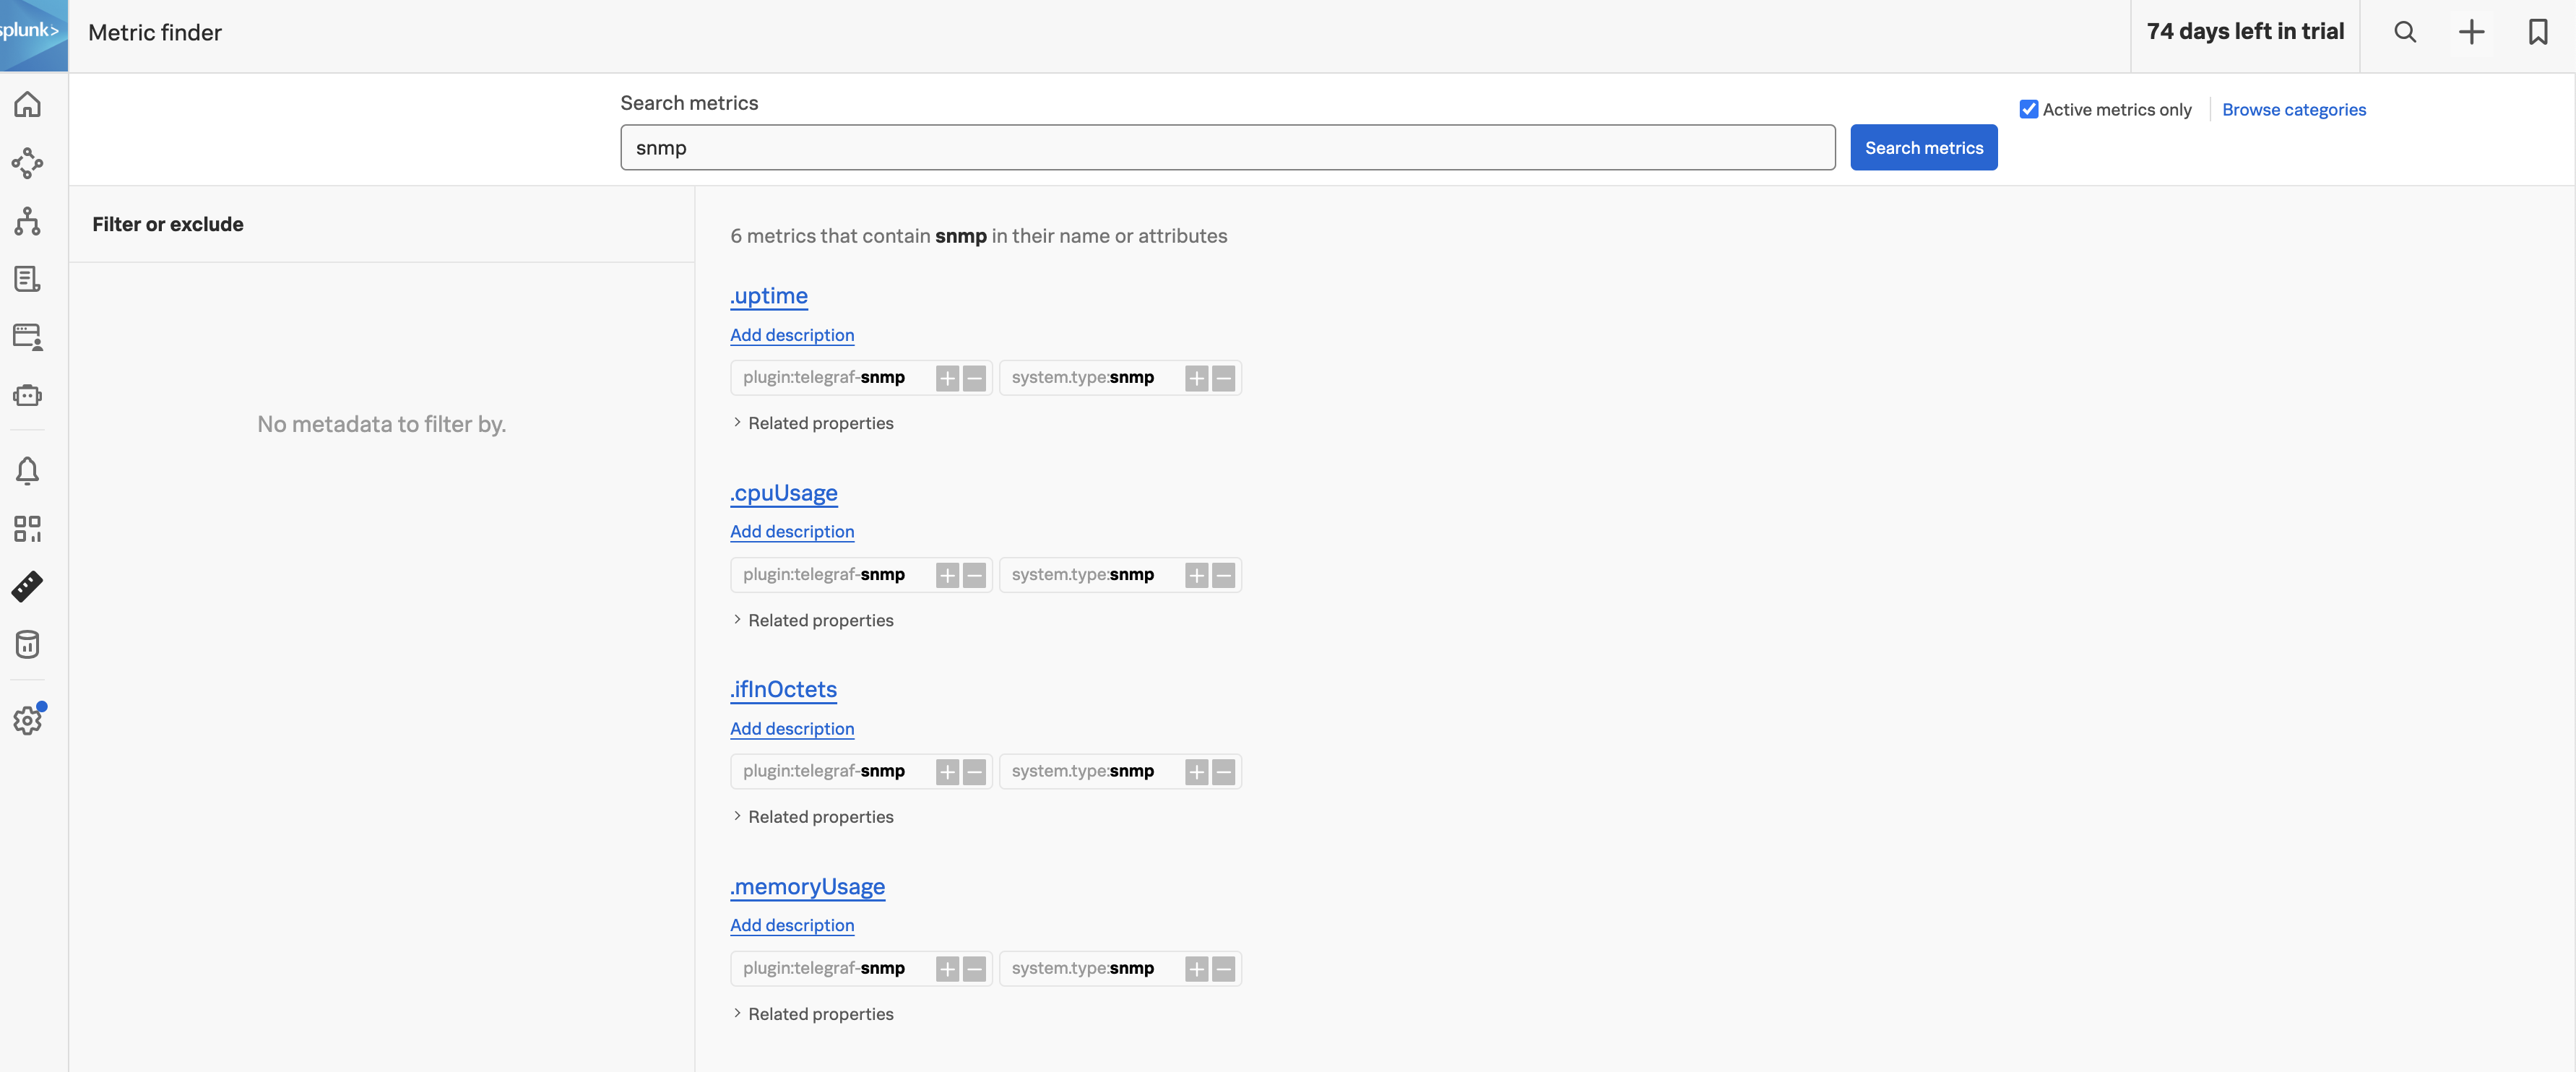 splunk>
Metric finder
74 days left in trial
Search metrics
Active metrics only
Browse categories
snmp
Search metrics
Filter or exclude
No metadata to filter by.
6 metrics that contain snmp in their name or attributes
.uptime
Add description
plugin:telegraf-snmp
system.type:snmp
Related properties
.cpuUsage
Add description
plugin:telegraf-snmp
system.type:snmp
Related properties
.ifInOctets
Add description
plugin:telegraf-snmp
system.type:snmp
Related properties
.memoryUsage
Add description
plugin:telegraf-snmp
system.type:snmp
Related properties